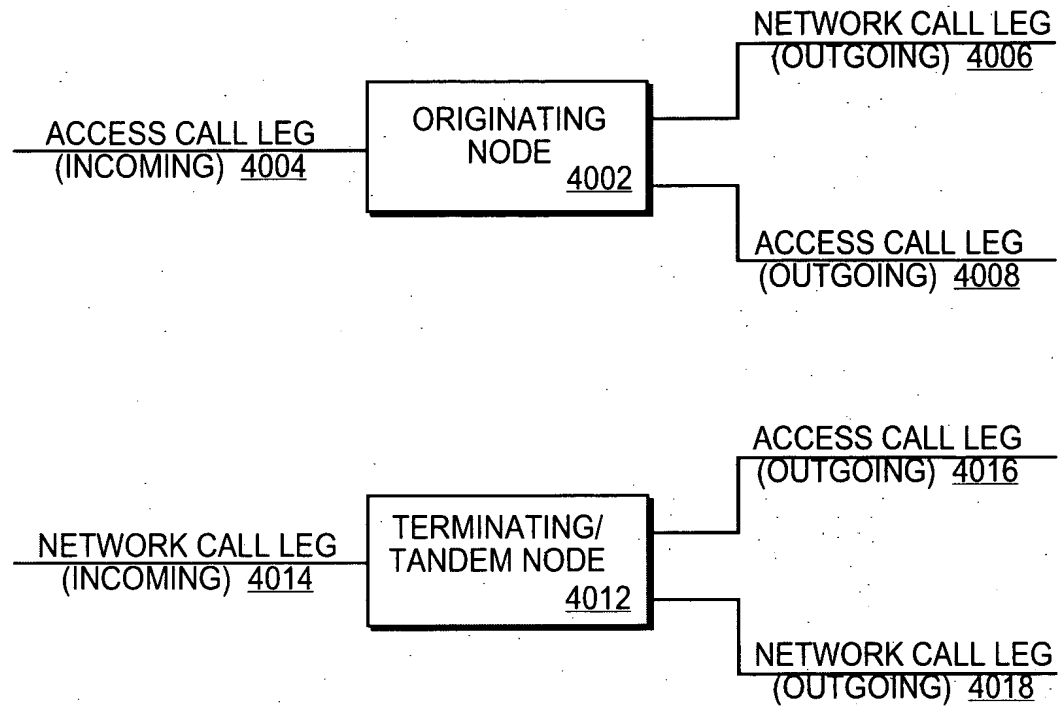 NETWORK CALL LEG
(OUTGOING) 4006
ACCESS CALL LEG
(INCOMING) 4004
ORIGINATING
NODE
4002
ACCESS CALL LEG
(OUTGOING) 4008
ACCESS CALL LEG
(OUTGOING) 4016
NETWORK CALL LEG
(INCOMING) 4014
TERMINATING/
TANDEM NODE
4012
NETWORK CALL LEG
(OUTGOING) 4018